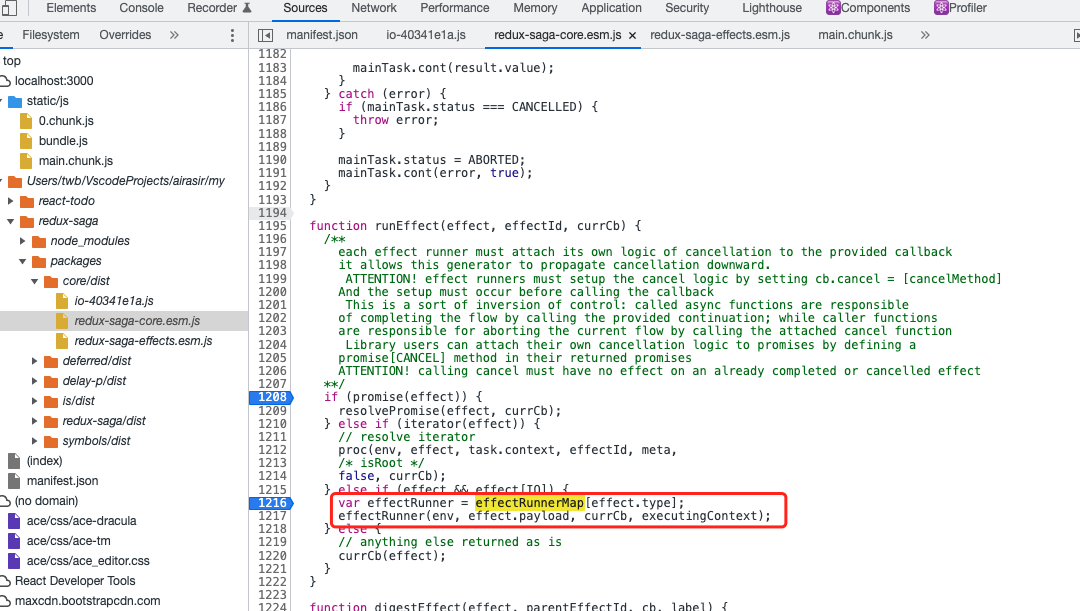 Elements Console Recorder Sources Network Performance Memory Application Security Lighthouse Components Profiler
Filesystem Overrides »
manifest.json io-40341e1a.js redux-saga-core.esm.js × redux-saga-effects.esm.js main.chunk.js »
top
localhost:3000
static/js
0.chunk.js
bundle.js
main.chunk.js
Users/twb/VscodeProjects/airasir/my
react-todo
redux-saga
node_modules
packages
core/dist
io-40341e1a.js
redux-saga-core.esm.js
redux-saga-effects.esm.js
deferred/dist
delay-p/dist
is/dist
redux-saga/dist
symbols/dist
(index)
manifest.json
(no domain)
ace/css/ace-dracula
ace/css/ace-tm
ace/css/ace_editor.css
React Developer Tools
maxcdn.bootstrapcdn.com
1182
1183 mainTask.cont(result.value);
1184 }
1185 } catch (error) {
1186 if (mainTask.status === CANCELLED) {
1187 throw error;
1188 }
1189
1190 mainTask.status = ABORTED;
1191 mainTask.cont(error, true);
1192 }
1193 }
1194
1195 function runEffect(effect, effectId, currCb) {
1196 /**
1197 each effect runner must attach its own logic of cancellation to the provided callback
1198 it allows this generator to propagate cancellation downward.
1199 ATTENTION! effect runners must setup the cancel logic by setting cb.cancel = [cancelMethod]
1200 And the setup must occur before calling the callback
1201 This is a sort of inversion of control: called async functions are responsible
1202 of completing the flow by calling the provided continuation; while caller functions
1203 are responsible for aborting the current flow by calling the attached cancel function
1204 Library users can attach their own cancellation logic to promises by defining a
1205 promise[CANCEL] method in their returned promises
1206 ATTENTION! calling cancel must have no effect on an already completed or cancelled effect
1207 **/
1208 if (promise(effect)) {
1209 resolvePromise(effect, currCb);
1210 } else if (iterator(effect)) {
1211 // resolve iterator
1212 proc(env, effect, task.context, effectId, meta,
1213 /* isRoot */
1214 false, currCb);
1215 } else if (effect && effect[IO]) {
1216 var effectRunner = effectRunnerMap[effect.type];
1217 effectRunner(env, effect.payload, currCb, executingContext);
1218 } else {
1219 // anything else returned as is
1220 currCb(effect);
1221 }
1222 }
1223
1224 function digestEffect(effect, parentEffectId, cb, label) {